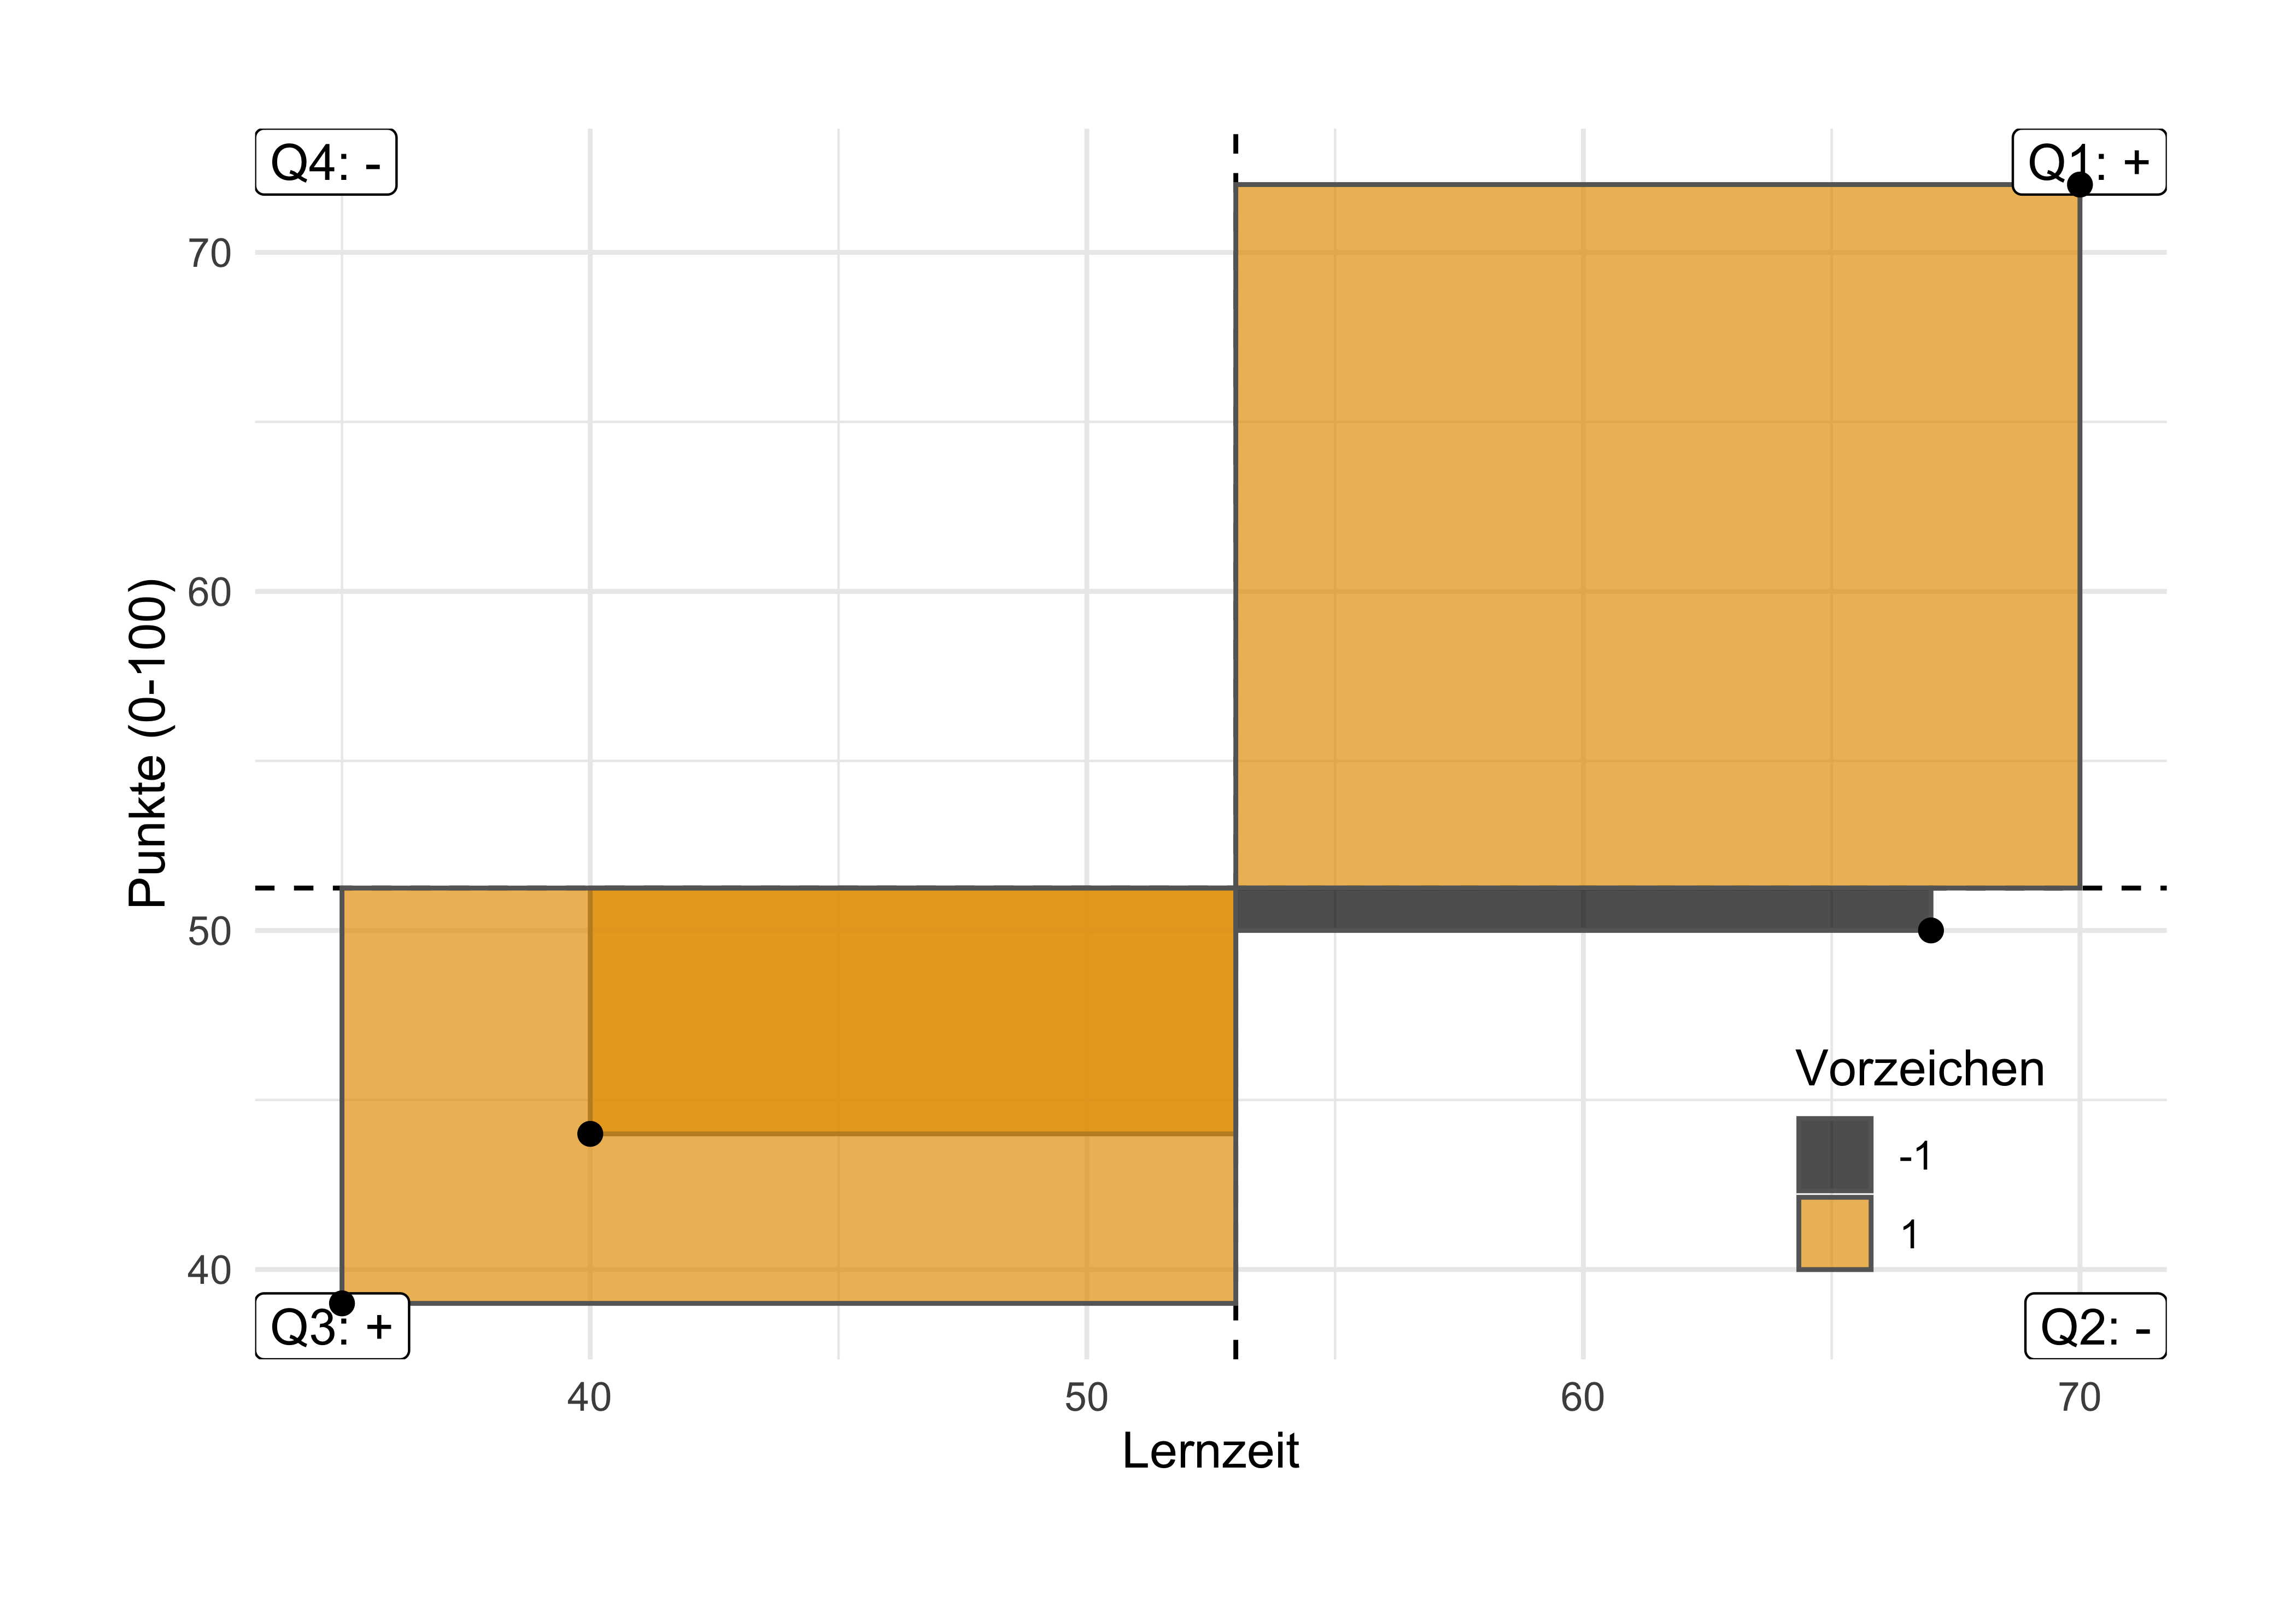 Q4: -
Q1: +
70
60
50
40
Punkte (0-100)
Vorzeichen
-1
1
Q3: +
Q2: -
40
50
60
70
Lernzeit